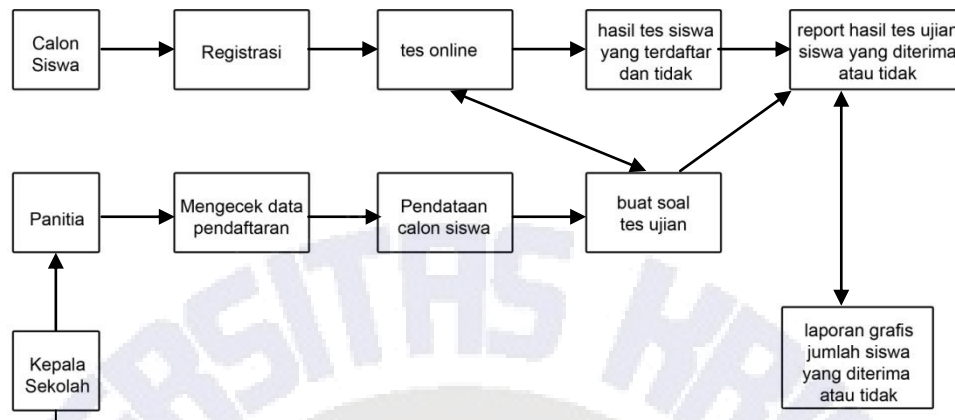 Calon
Siswa
Registrasi
tes online
hasil tes siswa
yang terdaftar
dan tidak
report hasil tes ujian
siswa yang diterima
atau tidak
Panitia
Mengecek data
pendaftaran
Pendataan
calon siswa
buat soal
tes ujian
Kepala
Sekolah
laporan grafis
jumlah siswa
yang diterima
atau tidak